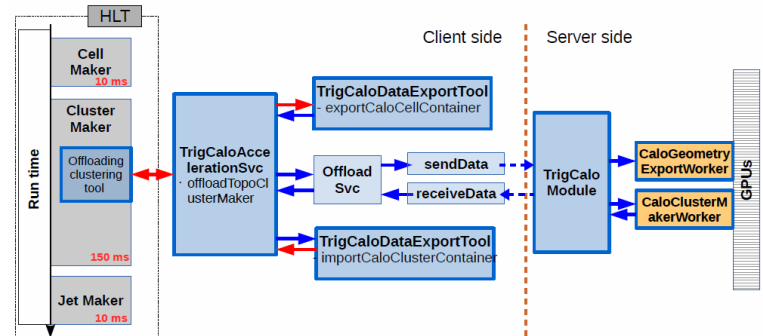 HLT
Run time
Cell
Maker
10 ms
Cluster
Maker
Offloading
clustering
tool
150 ms
Jet Maker
10 ms
Client side
Server side
TrigCaloAcce
lerationSvc
- offloadTopoCl
usterMaker
TrigCaloDataExportTool
- exportCaloCellContainer
Offload
Svc
sendData
receiveData
TrigCaloDataExportTool
- importCaloClusterContainer
TrigCalo
Module
CaloGeometry
ExportWorker
CaloClusterM
akerWorker
GPUs